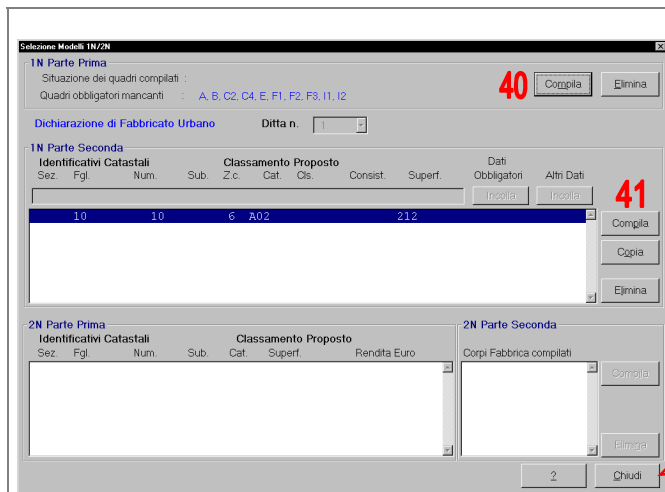 Selezione Modelli 1N/2N
1N Parte Prima
Situazione dei quadri compilati :
Quadri obbligatori mancanti : A, B, C2, C4, E, F1, F2, F3, I1, I2
40 Compila Elimina
Dichiarazione di Fabbricato Urbano Ditta n. 1
1N Parte Seconda
Identificativi Catastali Classamento Proposto Dati
Sez. Fgl. Num. Sub. Z.c. Cat. Cls. Consist. Superf. Obbligatori Altri Dati
Incolla Incolla 41
10 10 6 A02 212
Compila
Copia
Elimina
2N Parte Prima 2N Parte Seconda
Identificativi Catastali Classamento Proposto
Sez. Fgl. Num. Sub. Cat. Superf. Rendita Euro Corpi Fabbrica compilati
Compila
Elimina
? Chiudi